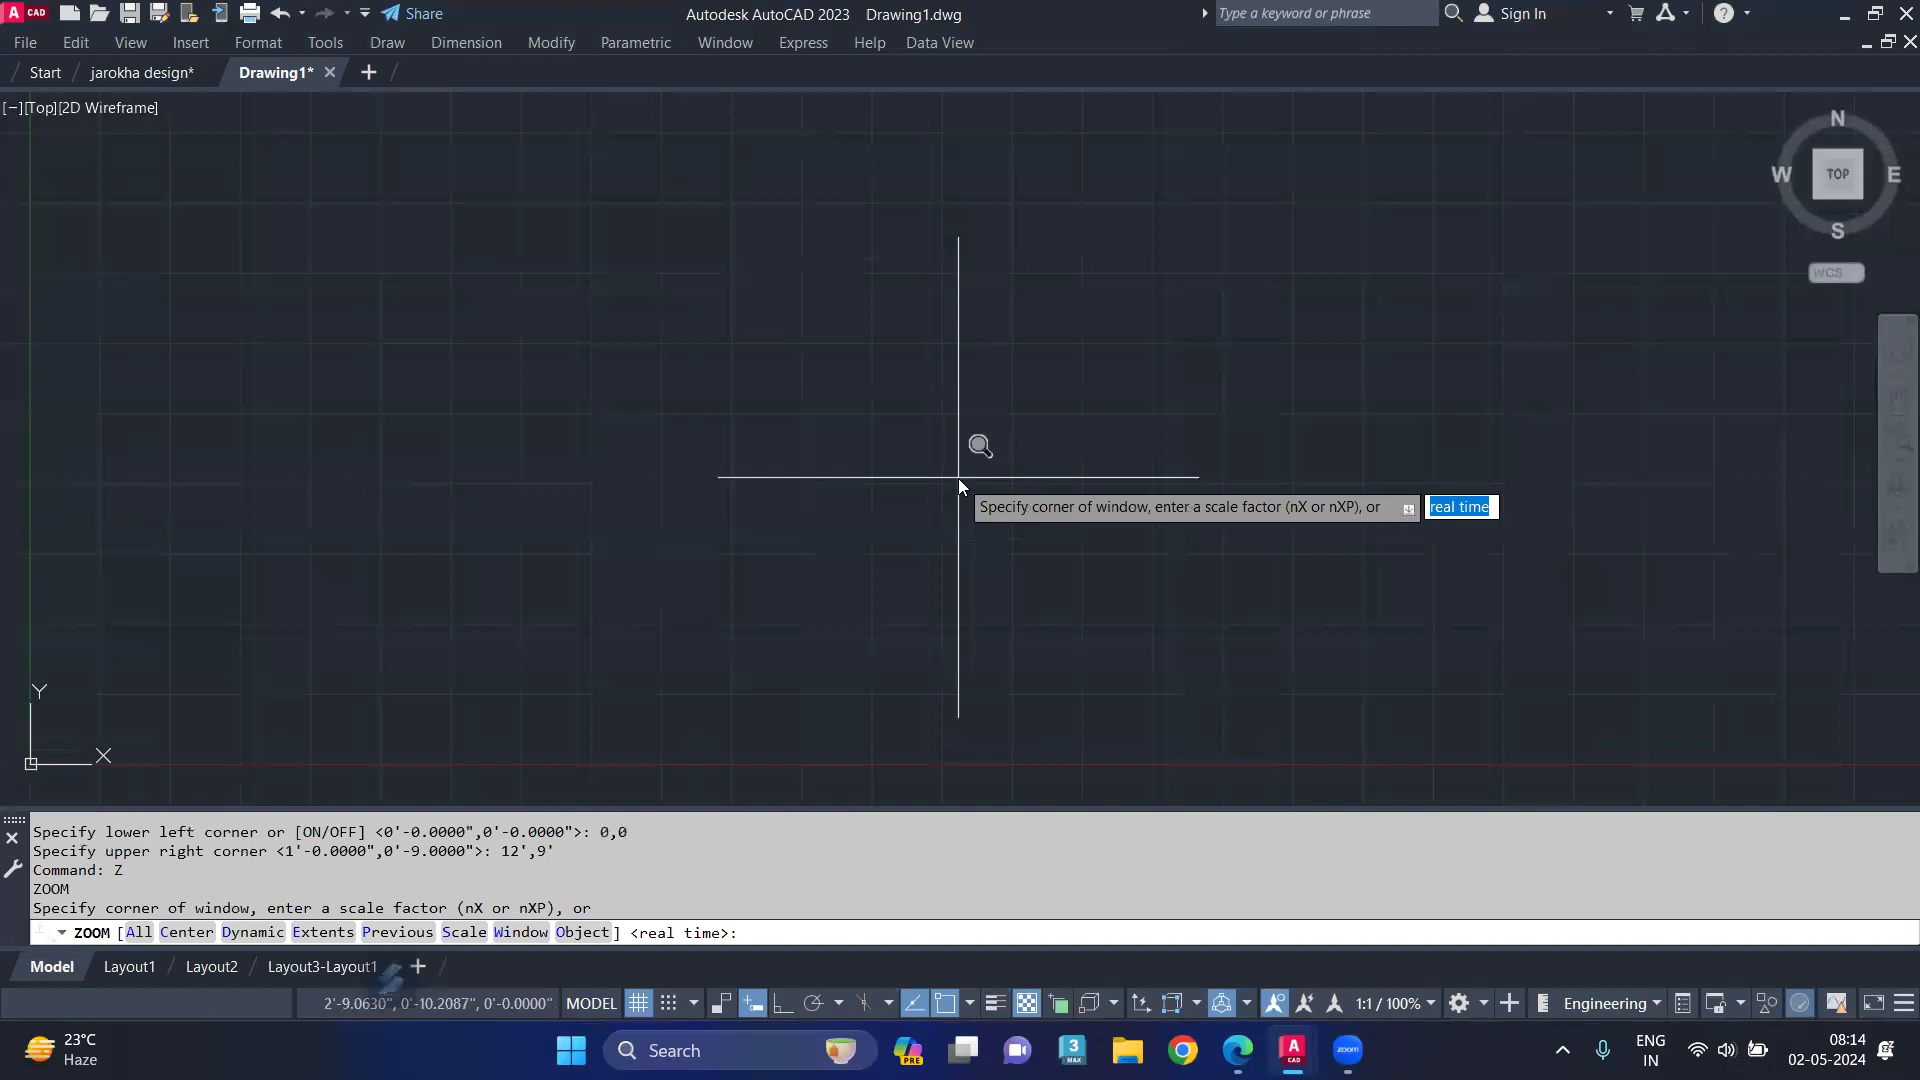 CAD
Share
Autodesk AutoCAD 2023 Drawing1.dwg
Type a keyword or phrase
Sign In
File Edit View Insert Format Tools Draw Dimension Modify Parametric Window Express Help Data View
Start jarokha design* Drawing1*
[−][Top][2D Wireframe]
N
W TOP E
S
WCS
Specify corner of window, enter a scale factor (nX or nXP), or real time
Y
X
Specify lower left corner or [ON/OFF] <0'-0.0000",0'-0.0000">: 0,0
Specify upper right corner <1'-0.0000",0'-9.0000">: 12',9'
Command: Z
ZOOM
Specify corner of window, enter a scale factor (nX or nXP), or
ZOOM [All Center Dynamic Extents Previous Scale Window Object] <real time>:
Model Layout1 Layout2 Layout3-Layout1
2'-9.0630", 0'-10.2087", 0'-0.0000" MODEL 1:1 / 100% Engineering
23°C
Haze
Search
PRE
3
MAX
A
CAD
zoom
ENG
IN
08:14
02-05-2024